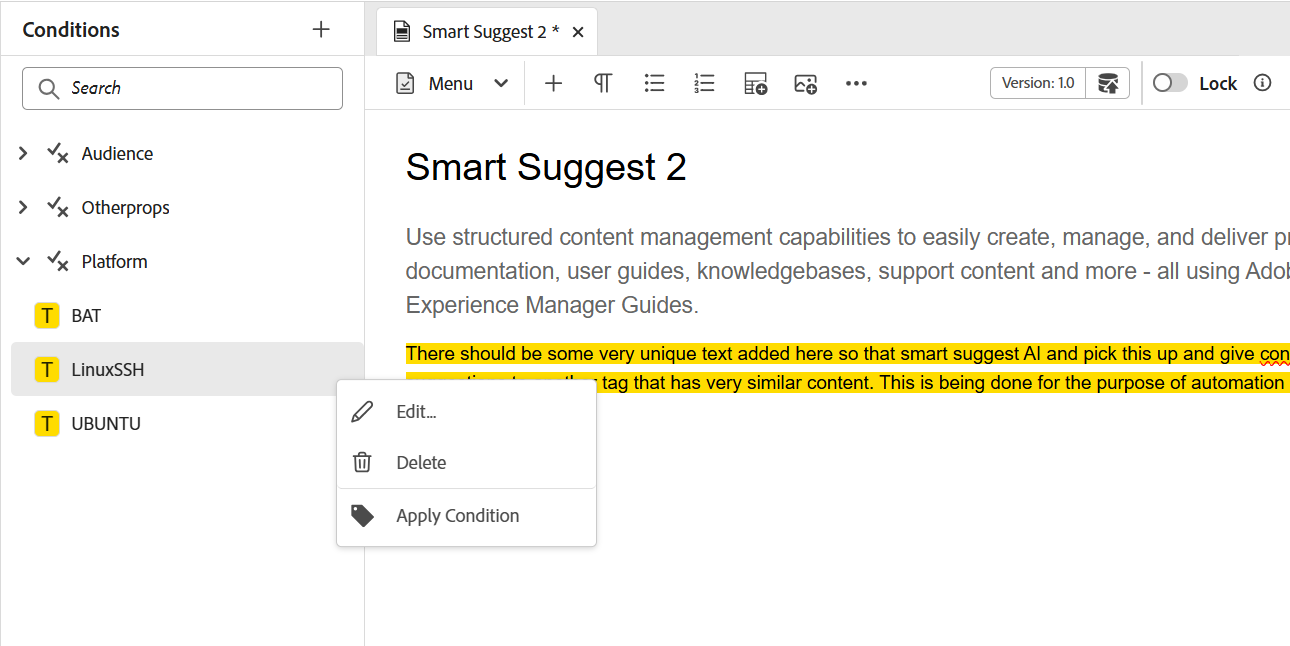 Conditions
Smart Suggest 2 *
Search
Menu
Version: 1.0
Lock
Audience
Otherprops
Platform
T BAT
T LinuxSSH
T UBUNTU
Edit...
Delete
Apply Condition
Smart Suggest 2
Use structured content management capabilities to easily create, manage, and deliver
documentation, user guides, knowledgebases, support content and more - all using
Experience Manager Guides.
There should be some very unique text added here so that smart suggest AI and pick this up and give
tag that has very similar content. This is being done for the purpose of automation